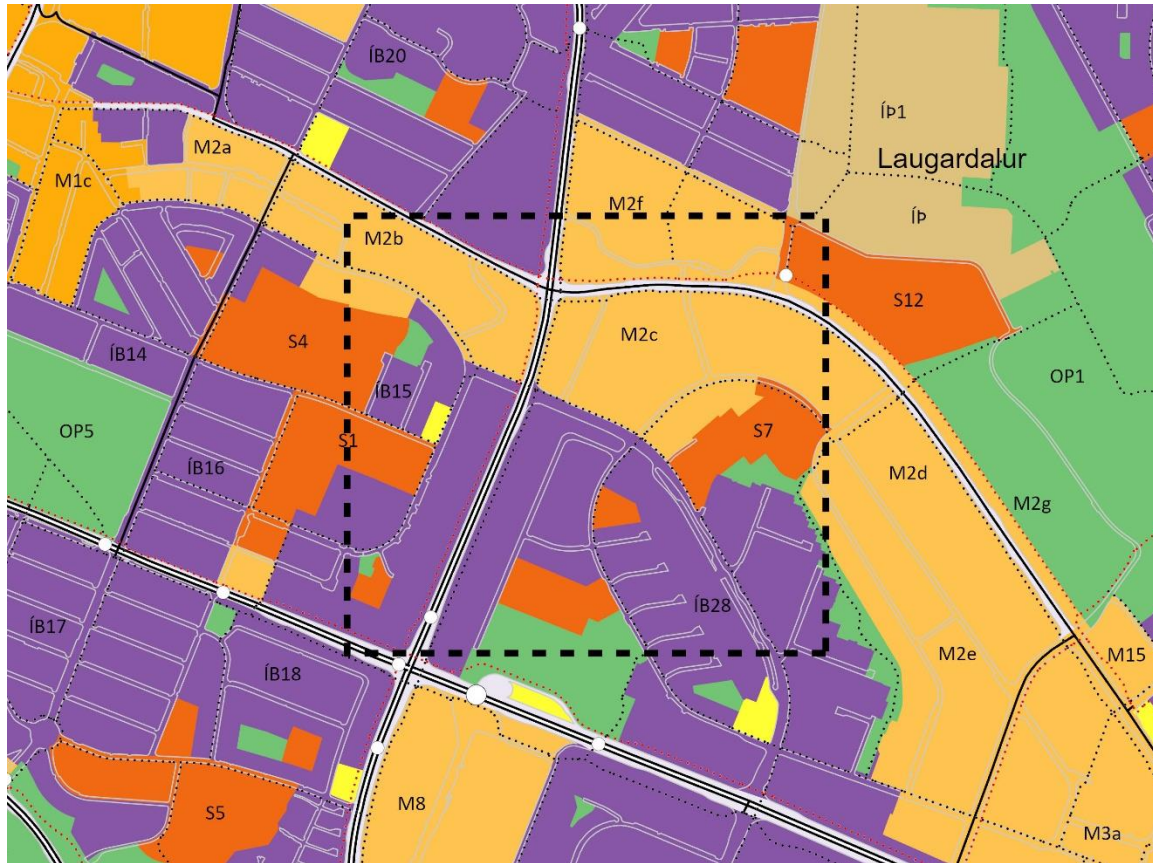 ÍB20
ÍÞ1
M2a
Laugardalur
M1c
M2f
ÍÞ
M2b
S12
M2c
S4
ÍB14
ÍB15
OP1
OP5
S1
S7
ÍB16
M2d
M2g
ÍB28
ÍB17
M2e
M15
ÍB18
M8
S5
M3a